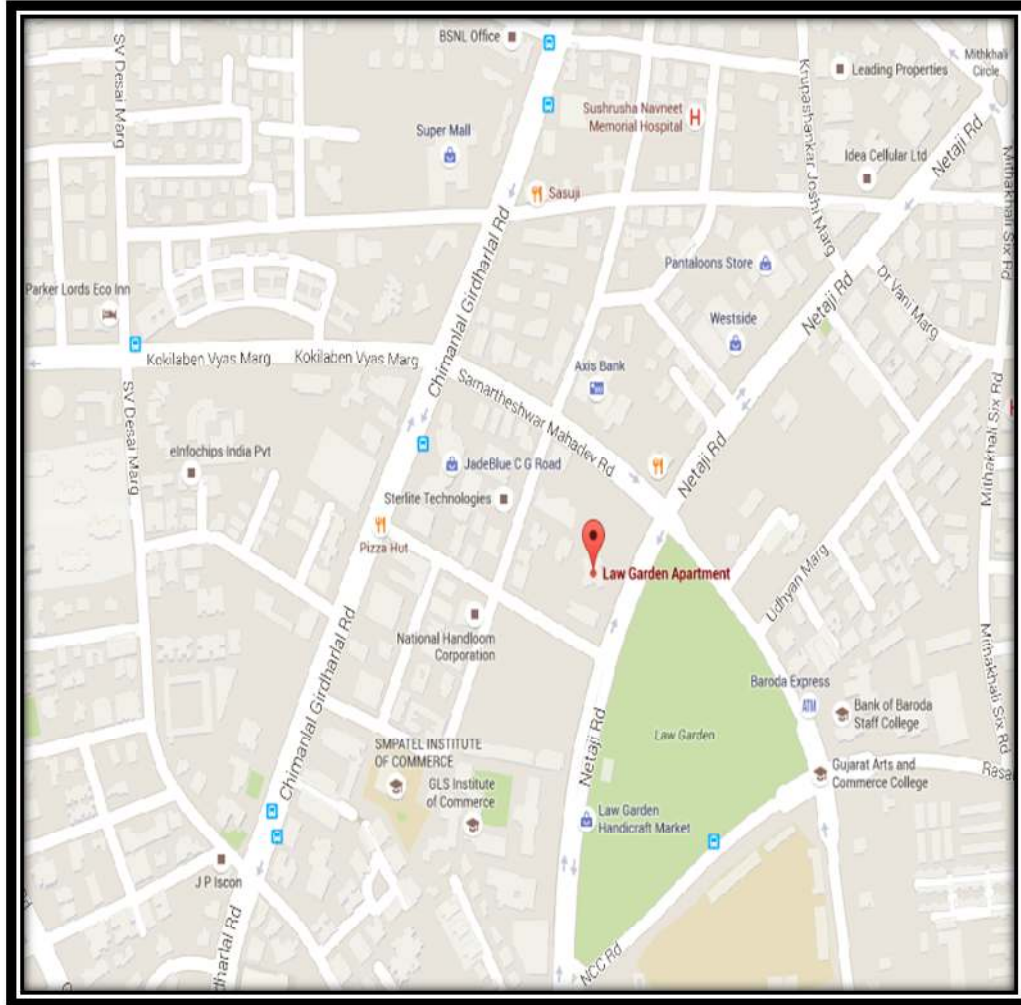 BSNL Office
Mithkhali
Circle
SV Desai Marg
Leading Properties
Krupashankar Joshi Marg
Sushrusha Navneet
Memorial Hospital
Super Mall
Netaji Rd
Idea Cellular Ltd
Mithakhali Six Rd
Sasuji
Chimanlal Girdharlal Rd
Pantaloons Store
Dr Vani Marg
Netaji Rd
Parker Lords Eco Inn
Westside
Kokilaben Vyas Marg
Kokilaben Vyas Marg
Axis Bank
Samartheshwar Mahadev Rd
SV Desai Marg
Mithakhali Six Rd
eInfochips India Pvt
JadeBlue C G Road
Netaji Rd
Sterlite Technologies
Pizza Hut
Law Garden Apartment
Udhyan Marg
National Handloom
Corporation
Chimanlal Girdharlal Rd
Mithakhali Six Rd
Baroda Express
ATM
Bank of Baroda
Staff College
Law Garden
Netaji Rd
SMPATEL INSTITUTE
OF COMMERCE
GLS Institute
of Commerce
Gujarat Arts and
Commerce College
Rasa
Law Garden
Handicraft Market
J P Iscon
dharlal Rd
NCC Rd